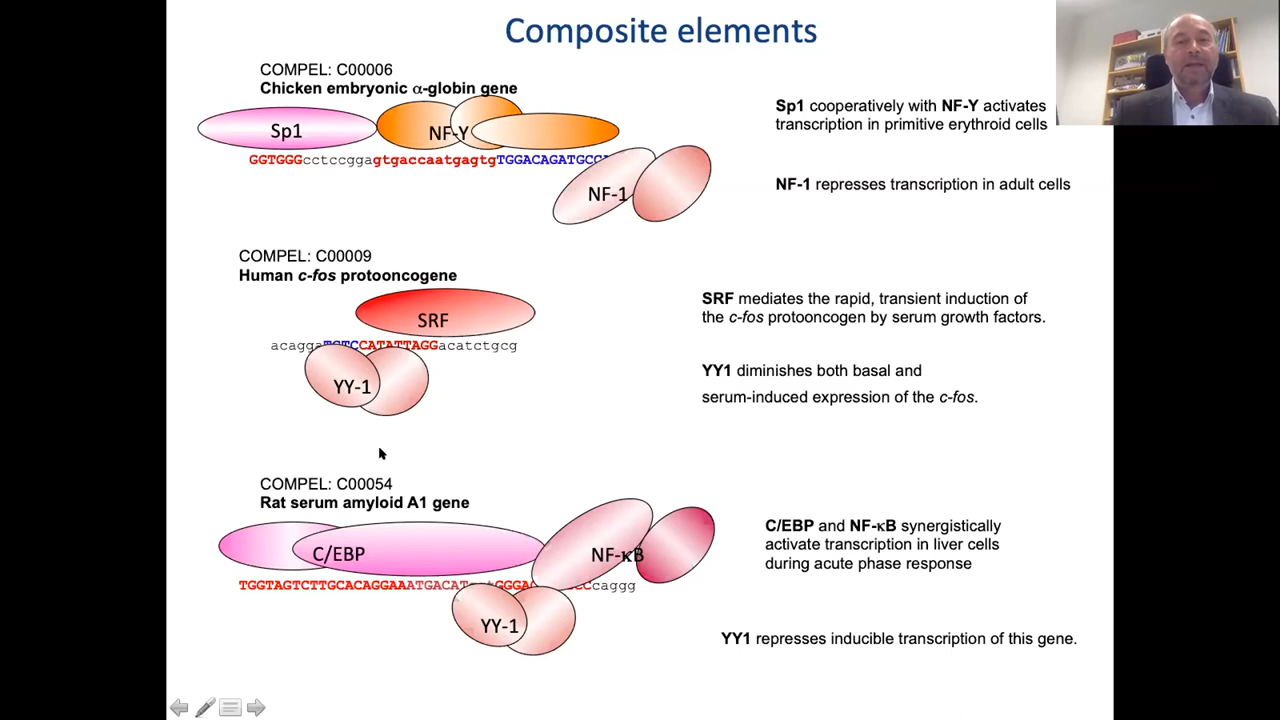 Composite elements
COMPEL: C00006
Chicken embryonic α-globin gene
Sp1
NF-Y
GGTGGGcctccggagtgaccaatgagtgTGGACAGATGCC
NF-1
Sp1 cooperatively with NF-Y activates
transcription in primitive erythroid cells
NF-1 represses transcription in adult cells
COMPEL: C00009
Human c-fos protooncogene
SRF
acaggaTGTCCATATTAGGacatctgcg
YY-1
SRF mediates the rapid, transient induction of
the c-fos protooncogen by serum growth factors.
YY1 diminishes both basal and
serum-induced expression of the c-fos.
COMPEL: C00054
Rat serum amyloid A1 gene
C/EBP
NF-κB
TGGTAGTCTTGCACAGGAAATGACAT
GGGA
caggg
YY-1
C/EBP and NF-κB synergistically
activate transcription in liver cells
during acute phase response
YY1 represses inducible transcription of this gene.